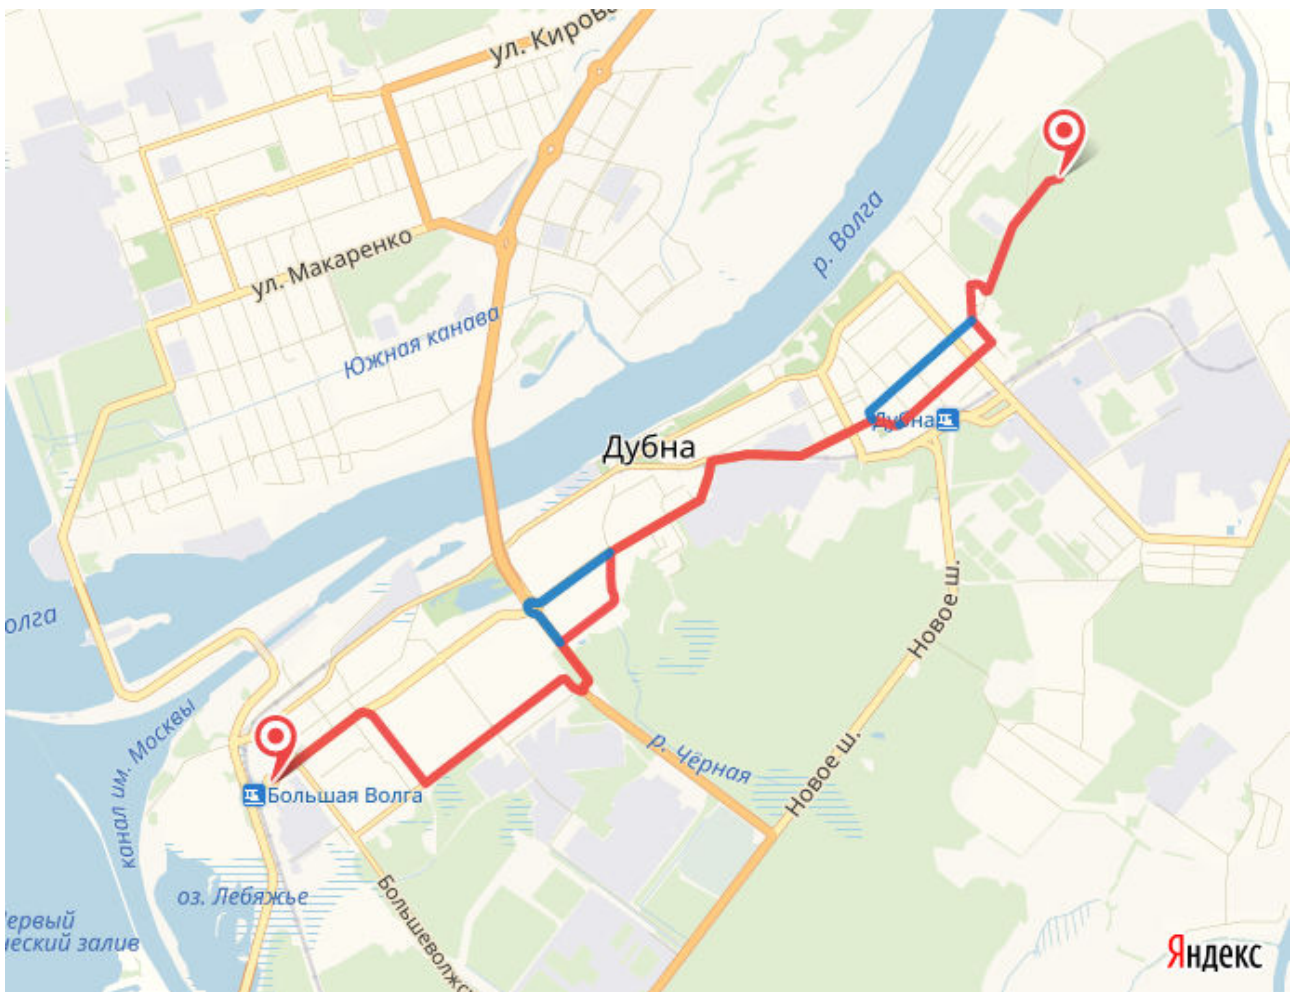 ул. Кирова
р. Волга
ул. Макаренко
Южная канава
Дубна
Дубна
Новое ш.
олга
канал им. Москвы
р. Чёрная
Новое ш.
Большая Волга
оз. Лебяжье
Большеволжск
ервый
ческий залив
Яндекс